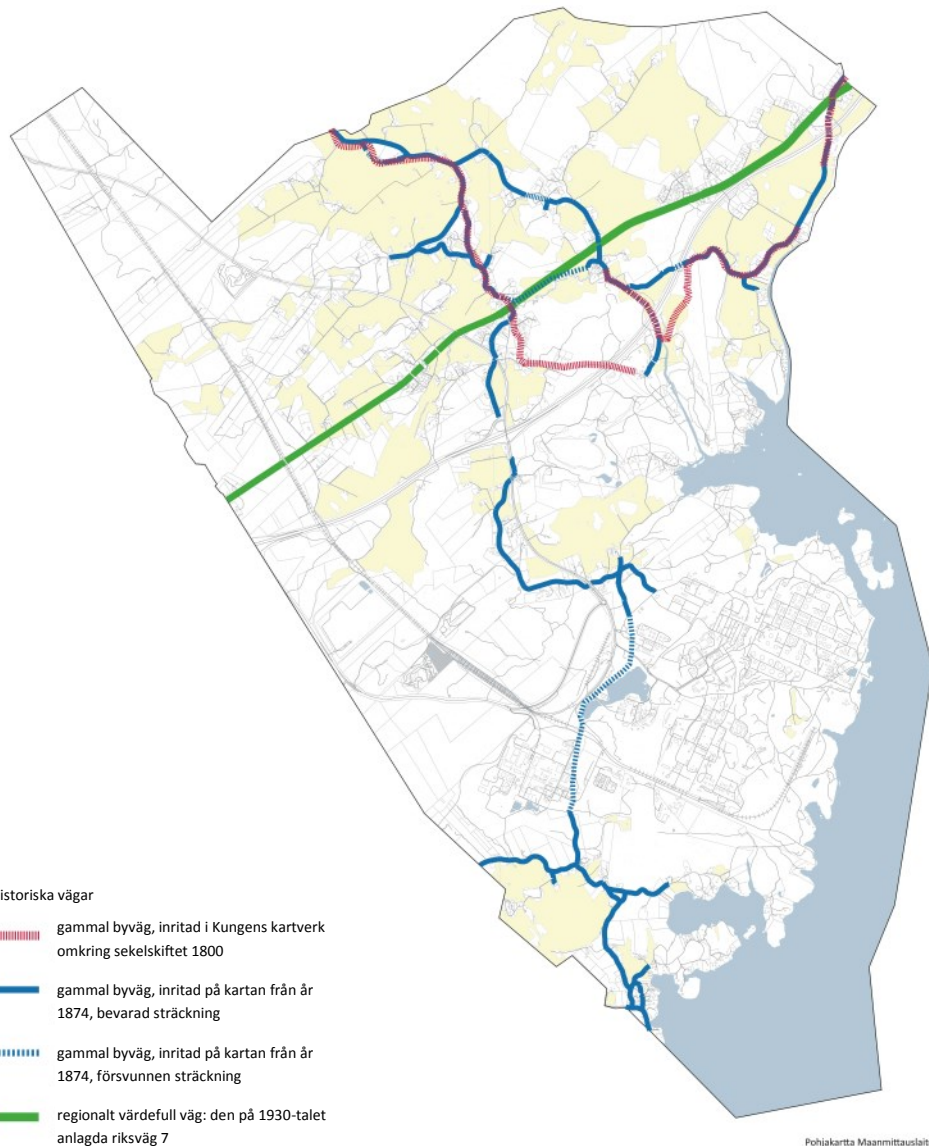 istoriska vägar
gammal byväg, inritad i Kungens kartverk
omkring sekelskiftet 1800
gammal byväg, inritad på kartan från år
1874, bevarad sträckning
gammal byväg, inritad på kartan från år
1874, försvunnen sträckning
regionalt värdefull väg: den på 1930-talet
anlagda riksväg 7
Pohjakartta Maanmittauslait